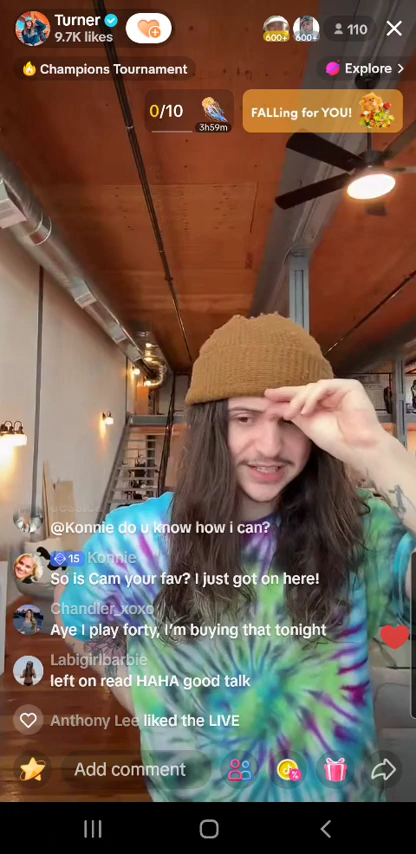 Turner
9.7K likes
600+
600+
110
Champions Tournament
Explore >
0/10
3h59m
FALLing for YOU!
@Konnie do u know how i can?
15 Konnie
So is Cam your fav? I just got on here!
Chandler_xoxo
Aye I play forty, I'm buying that tonight
Labigirlbarbie
left on read HAHA good talk
Anthony Lee liked the LIVE
Add comment